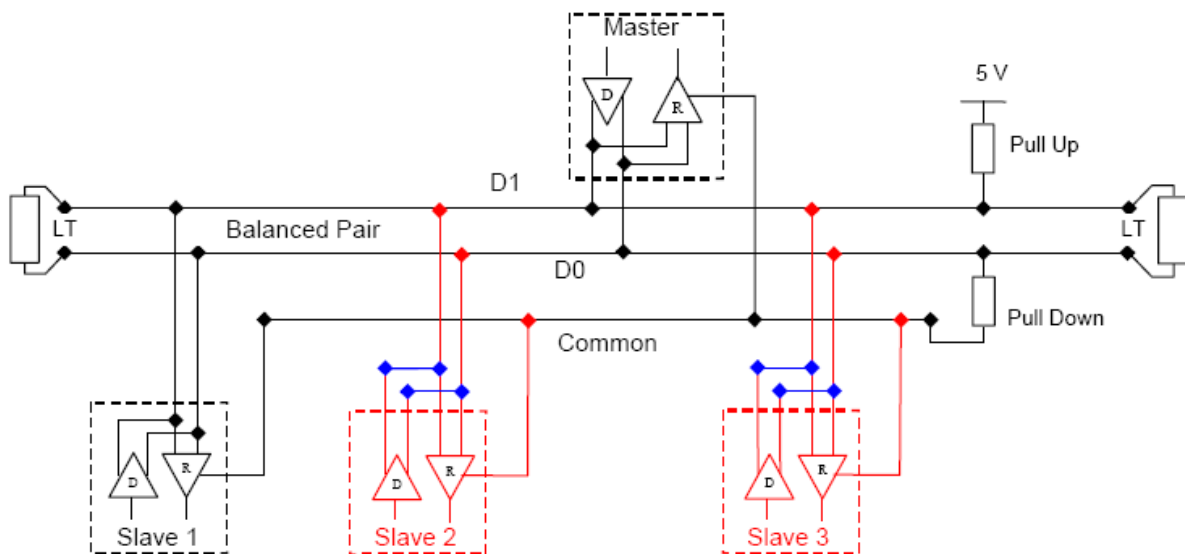 Master
D
R
5 V
Pull Up
D1
LT
Balanced Pair
LT
D0
Pull Down
Common
D
R
Slave 1
D
R
Slave 2
D
R
Slave 3